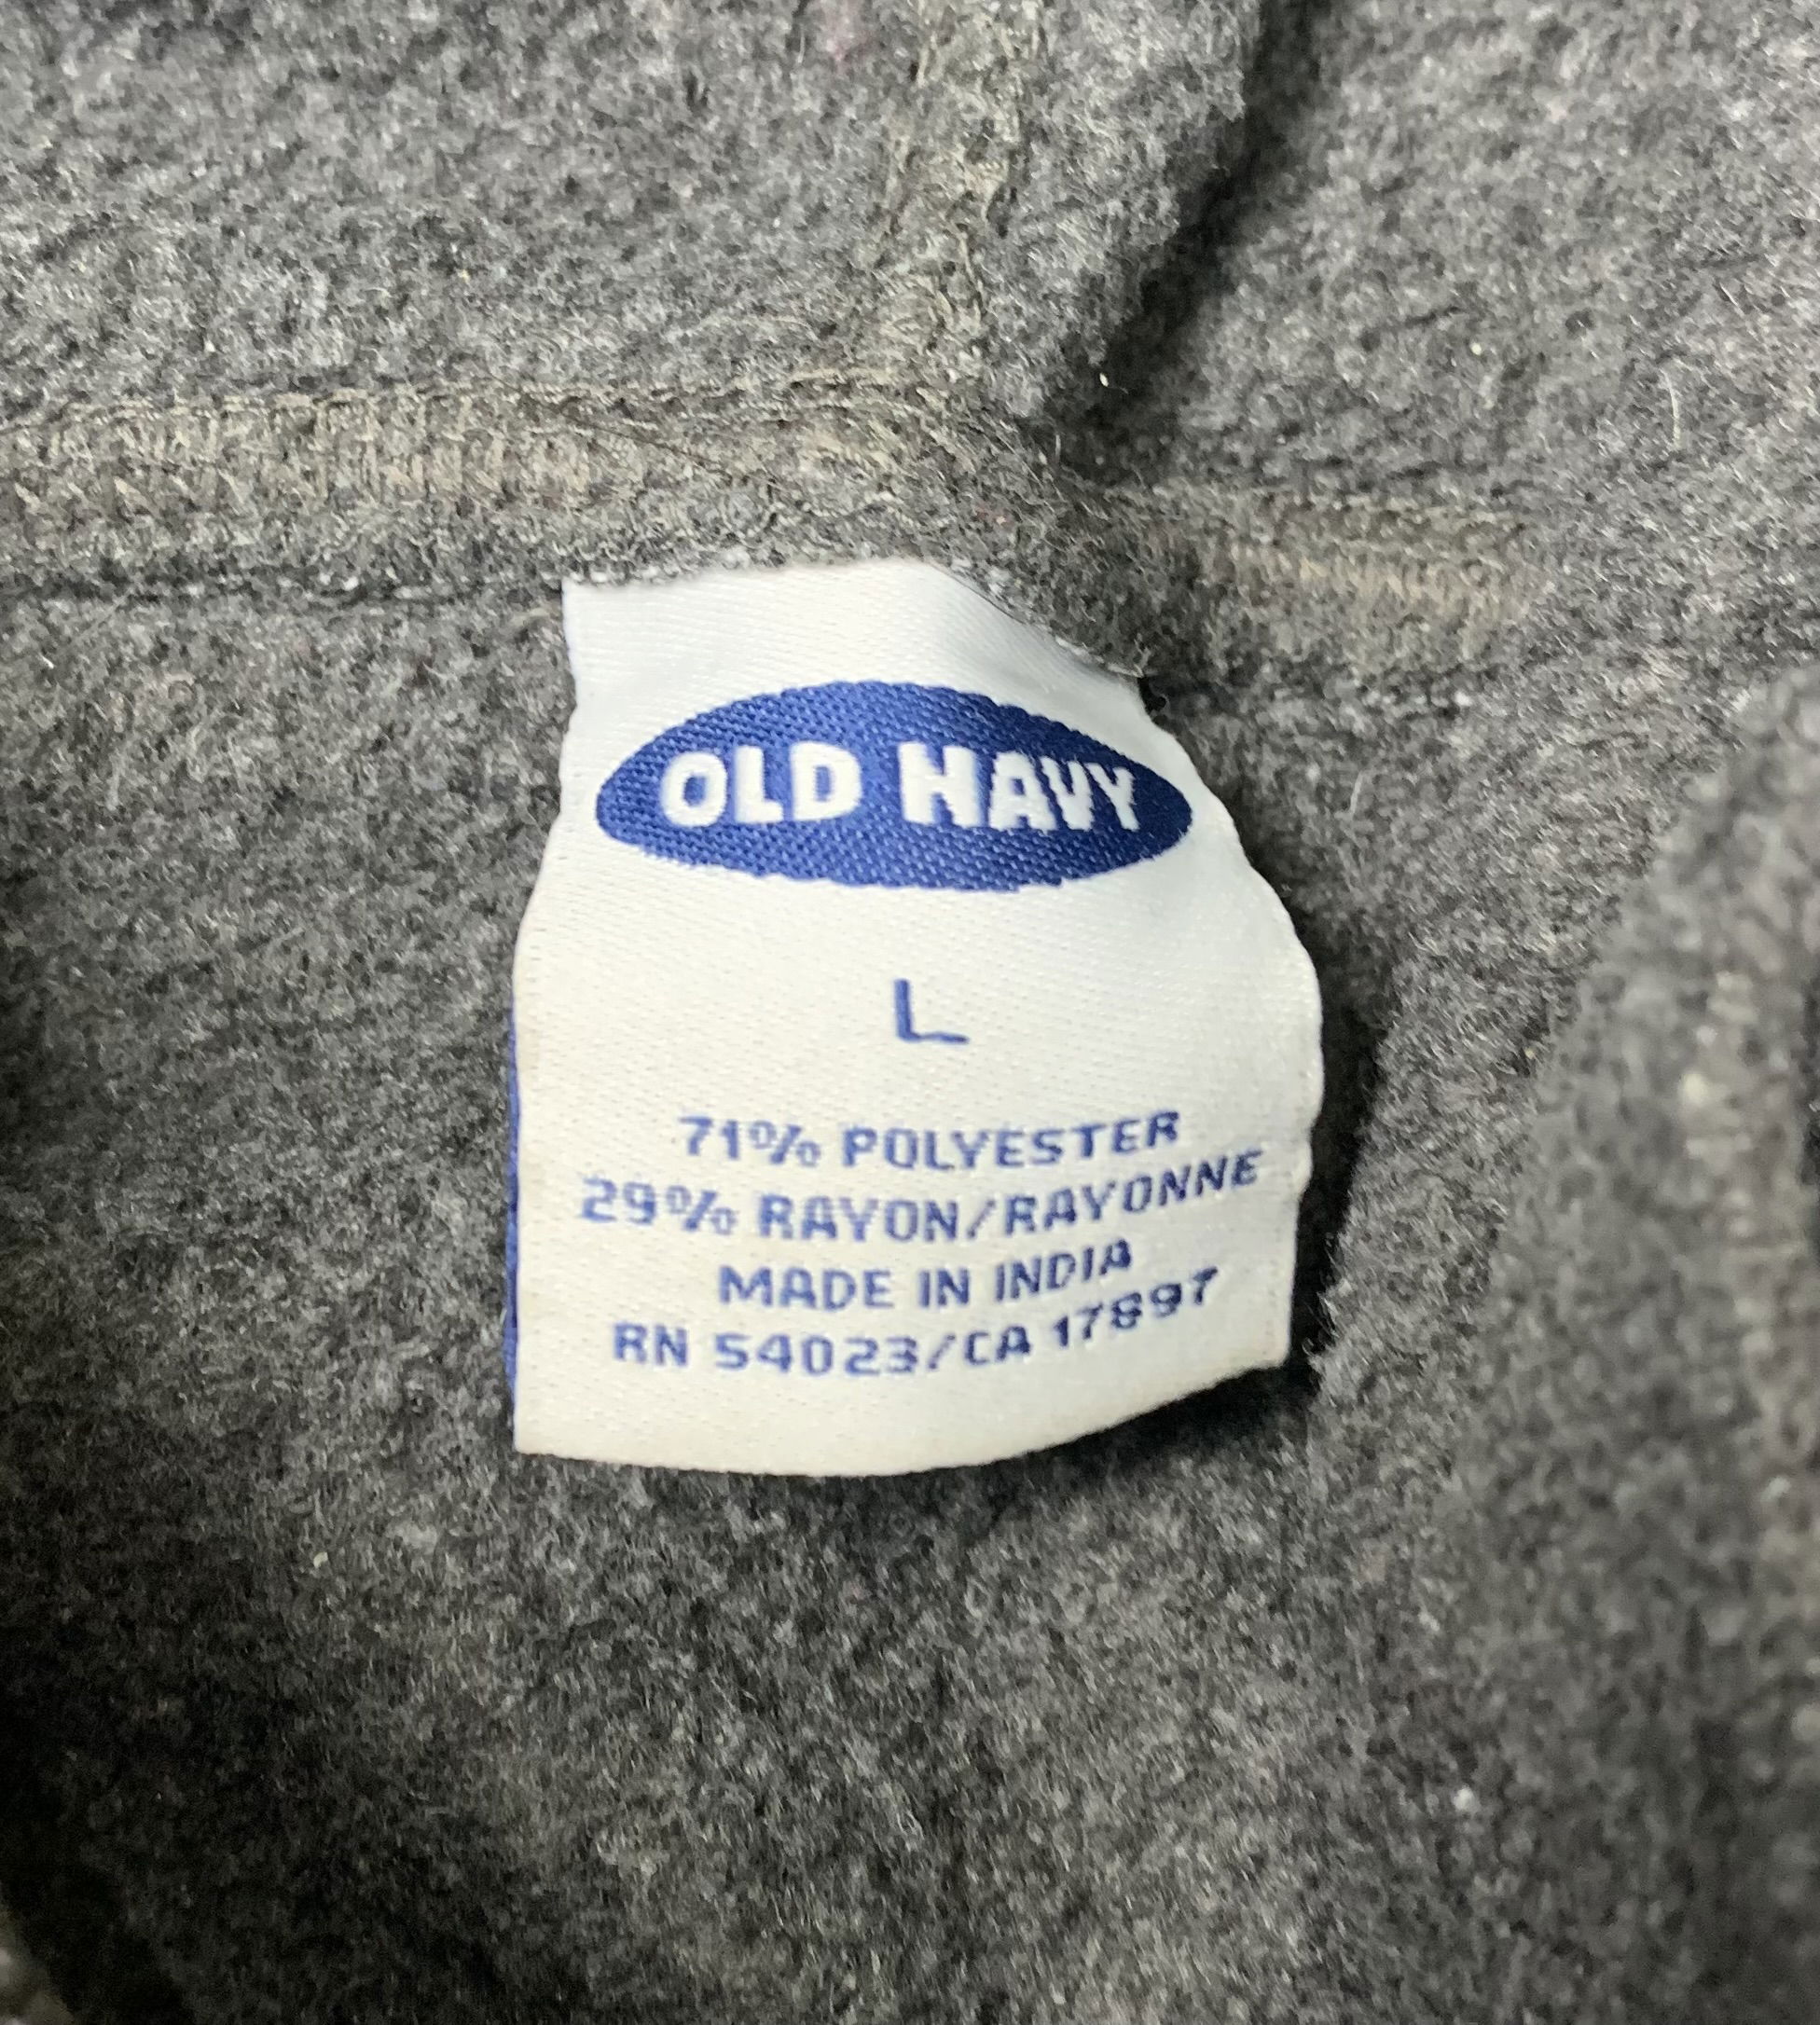 OLD NAVY
L
71% POLYESTER
29% RAYON/RAYONNE
MADE IN INDIA
RN 54023/CA 17897